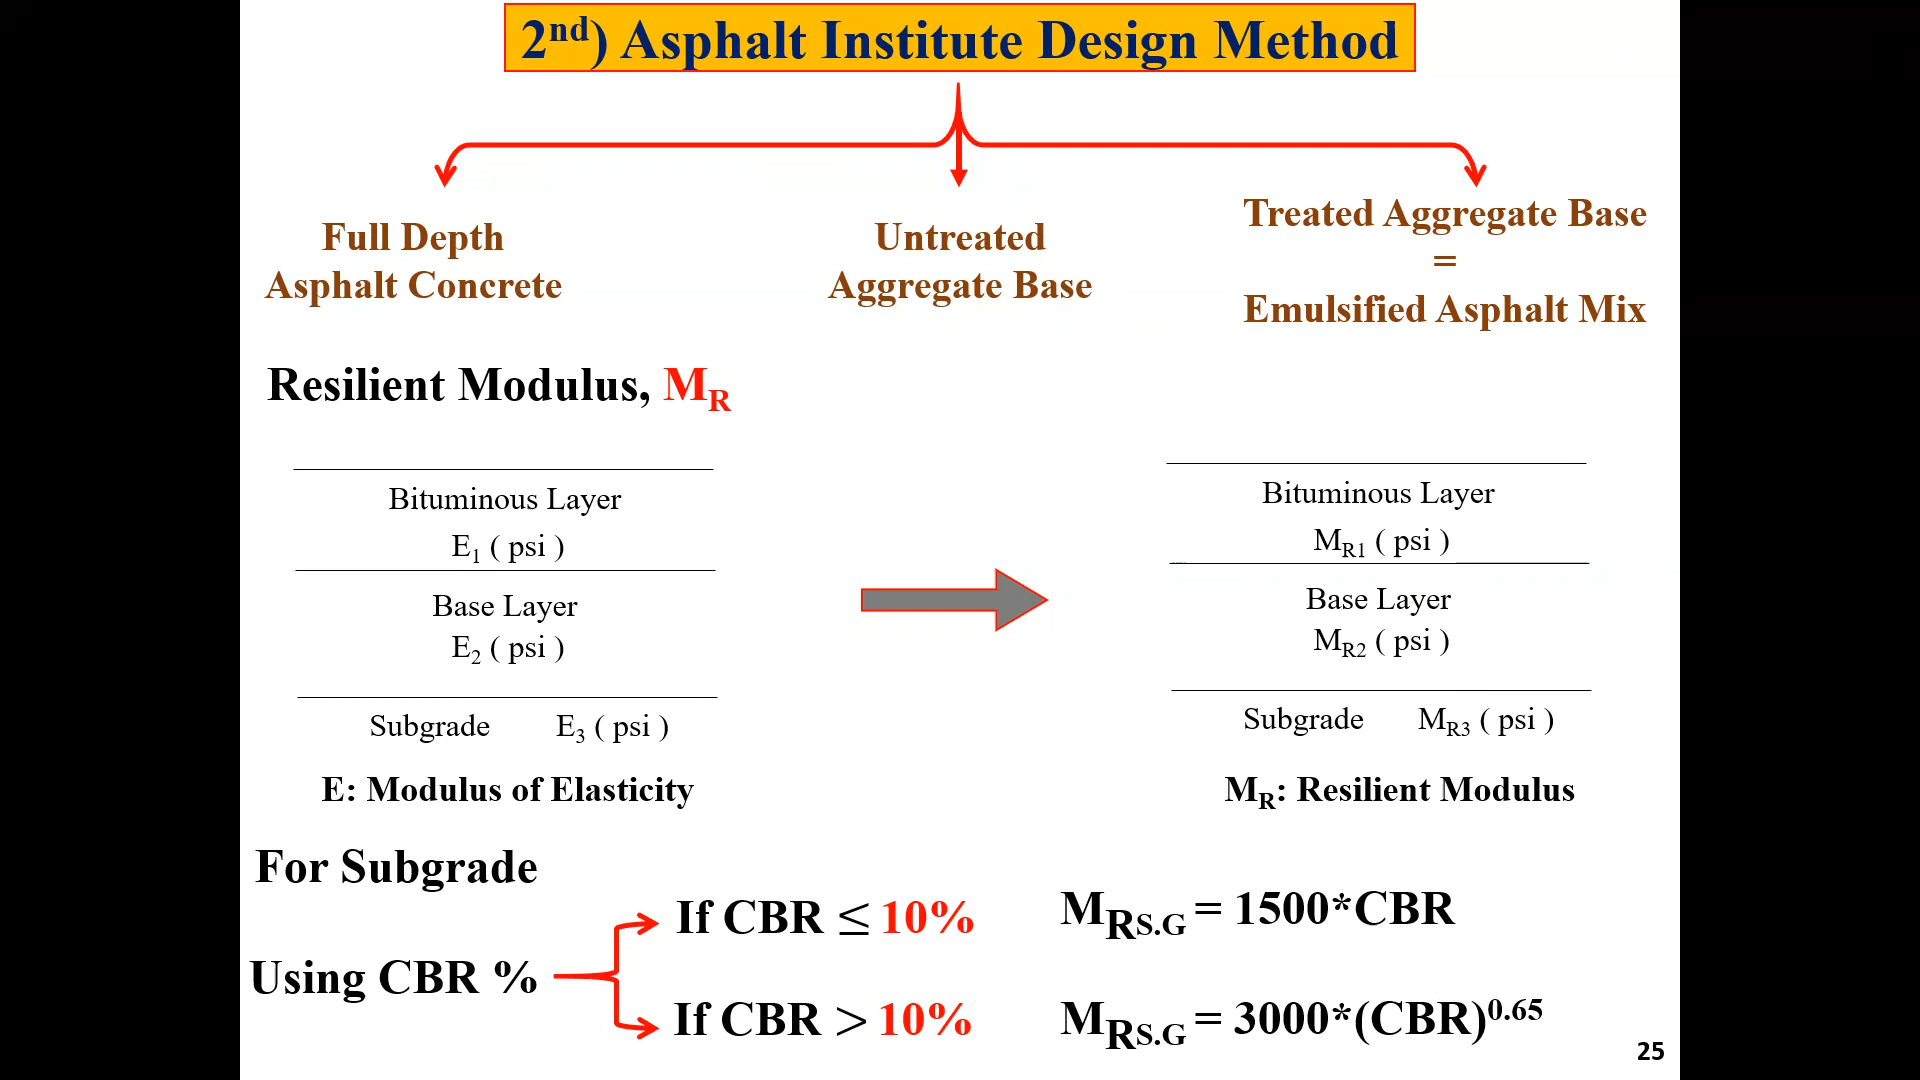 2nd) Asphalt Institute Design Method
Full Depth
Asphalt Concrete
Untreated
Aggregate Base
Treated Aggregate Base
=
Emulsified Asphalt Mix
Resilient Modulus, MR
Bituminous Layer
E1 ( psi )
Base Layer
E2 ( psi )
Subgrade E3 ( psi )
E: Modulus of Elasticity
Bituminous Layer
MR1 ( psi )
Base Layer
MR2 ( psi )
Subgrade MR3 ( psi )
MR: Resilient Modulus
For Subgrade
Using CBR %
If CBR ≤ 10% MRS.G = 1500*CBR
If CBR > 10% MRS.G = 3000*(CBR)^0.65
25